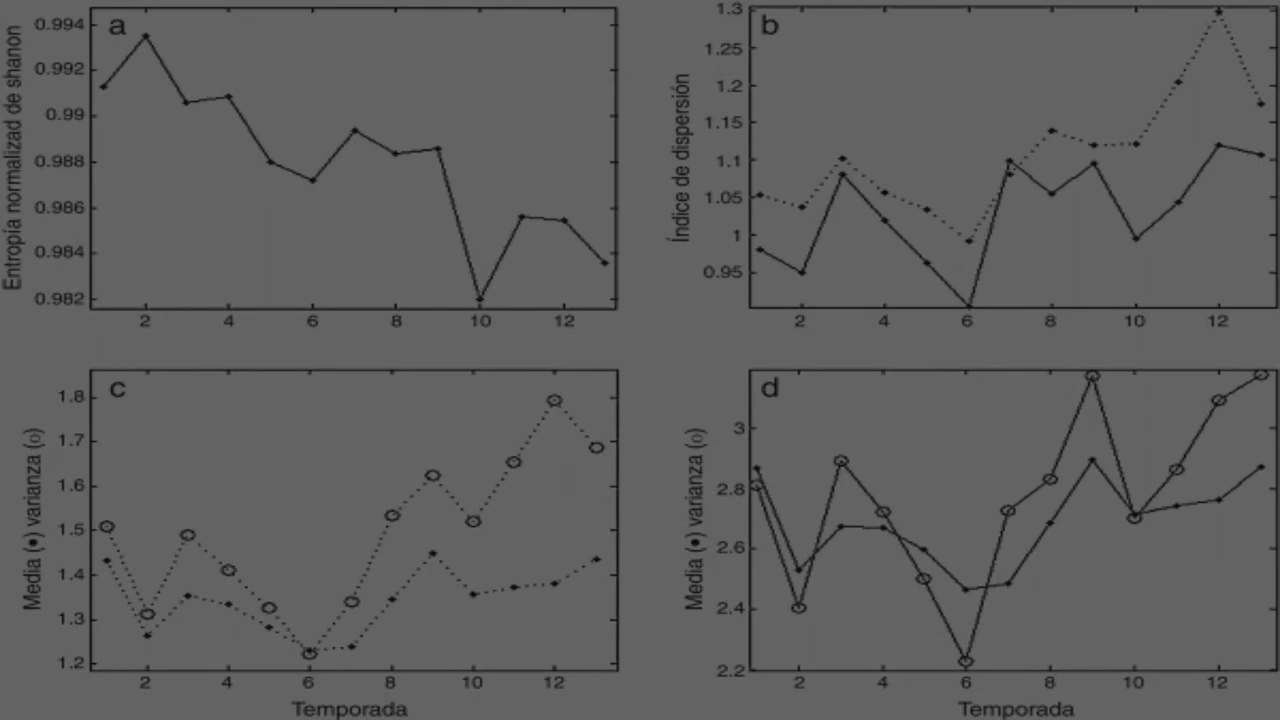 a
Entropía normalizad de shanon
0.994
0.992
0.99
0.988
0.986
0.984
0.982
2 4 6 8 10 12
b
Índice de dispersión
1.3
1.25
1.2
1.15
1.1
1.05
1
0.95
2 4 6 8 10 12
c
Media (●) varianza (o)
1.8
1.7
1.6
1.5
1.4
1.3
1.2
2 4 6 8 10 12
Temporada
d
Media (●) varianza (o)
3
2.8
2.6
2.4
2.2
2 4 6 8 10 12
Temporada